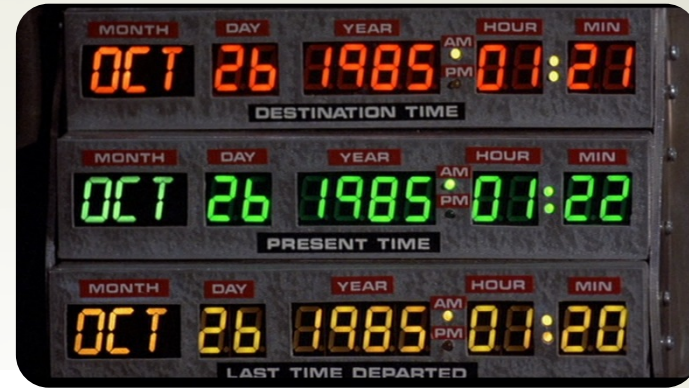 MONTH DAY YEAR HOUR MIN
AM
OCT 26 1985 01:21
PM
DESTINATION TIME
MONTH DAY YEAR HOUR MIN
AM
OCT 26 1985 01:22
PM
PRESENT TIME
MONTH DAY YEAR HOUR MIN
AM
OCT 26 1985 01:20
PM
LAST TIME DEPARTED